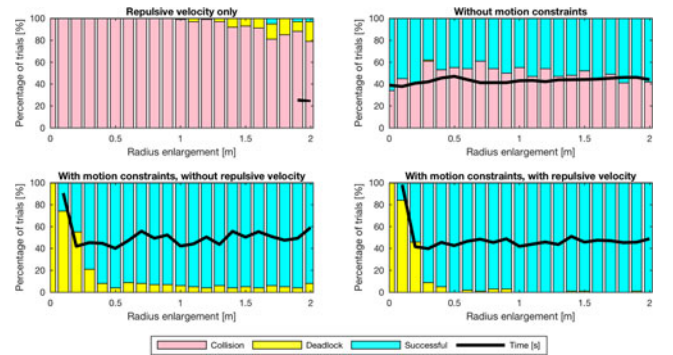 Repulsive velocity only
Percentage of trials [%]
100
80
60
40
20
0
0 0.5 1 1.5 2
Radius enlargement [m]
Without motion constraints
Percentage of trials [%]
100
80
60
40
20
0
0 0.5 1 1.5 2
Radius enlargement [m]
With motion constraints, without repulsive velocity
Percentage of trials [%]
100
80
60
40
20
0
0 0.5 1 1.5 2
Radius enlargement [m]
With motion constraints, with repulsive velocity
Percentage of trials [%]
100
80
60
40
20
0
0 0.5 1 1.5 2
Radius enlargement [m]
Collision Deadlock Successful Time [s]